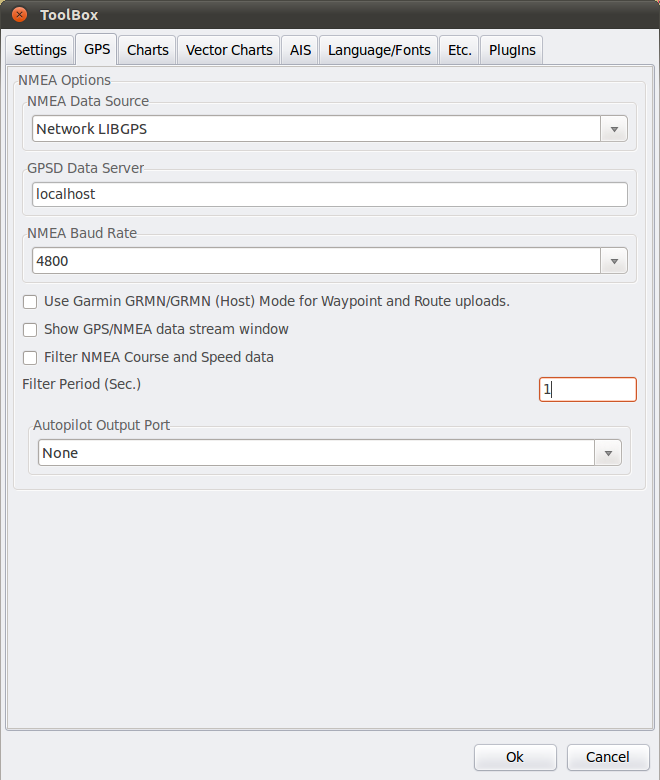 ToolBox
Settings GPS Charts Vector Charts AIS Language/Fonts Etc. PlugIns
NMEA Options
NMEA Data Source
Network LIBGPS
GPSD Data Server
localhost
NMEA Baud Rate
4800
Use Garmin GRMN/GRMN (Host) Mode for Waypoint and Route uploads.
Show GPS/NMEA data stream window
Filter NMEA Course and Speed data
Filter Period (Sec.) 1
Autopilot Output Port
None
Ok Cancel